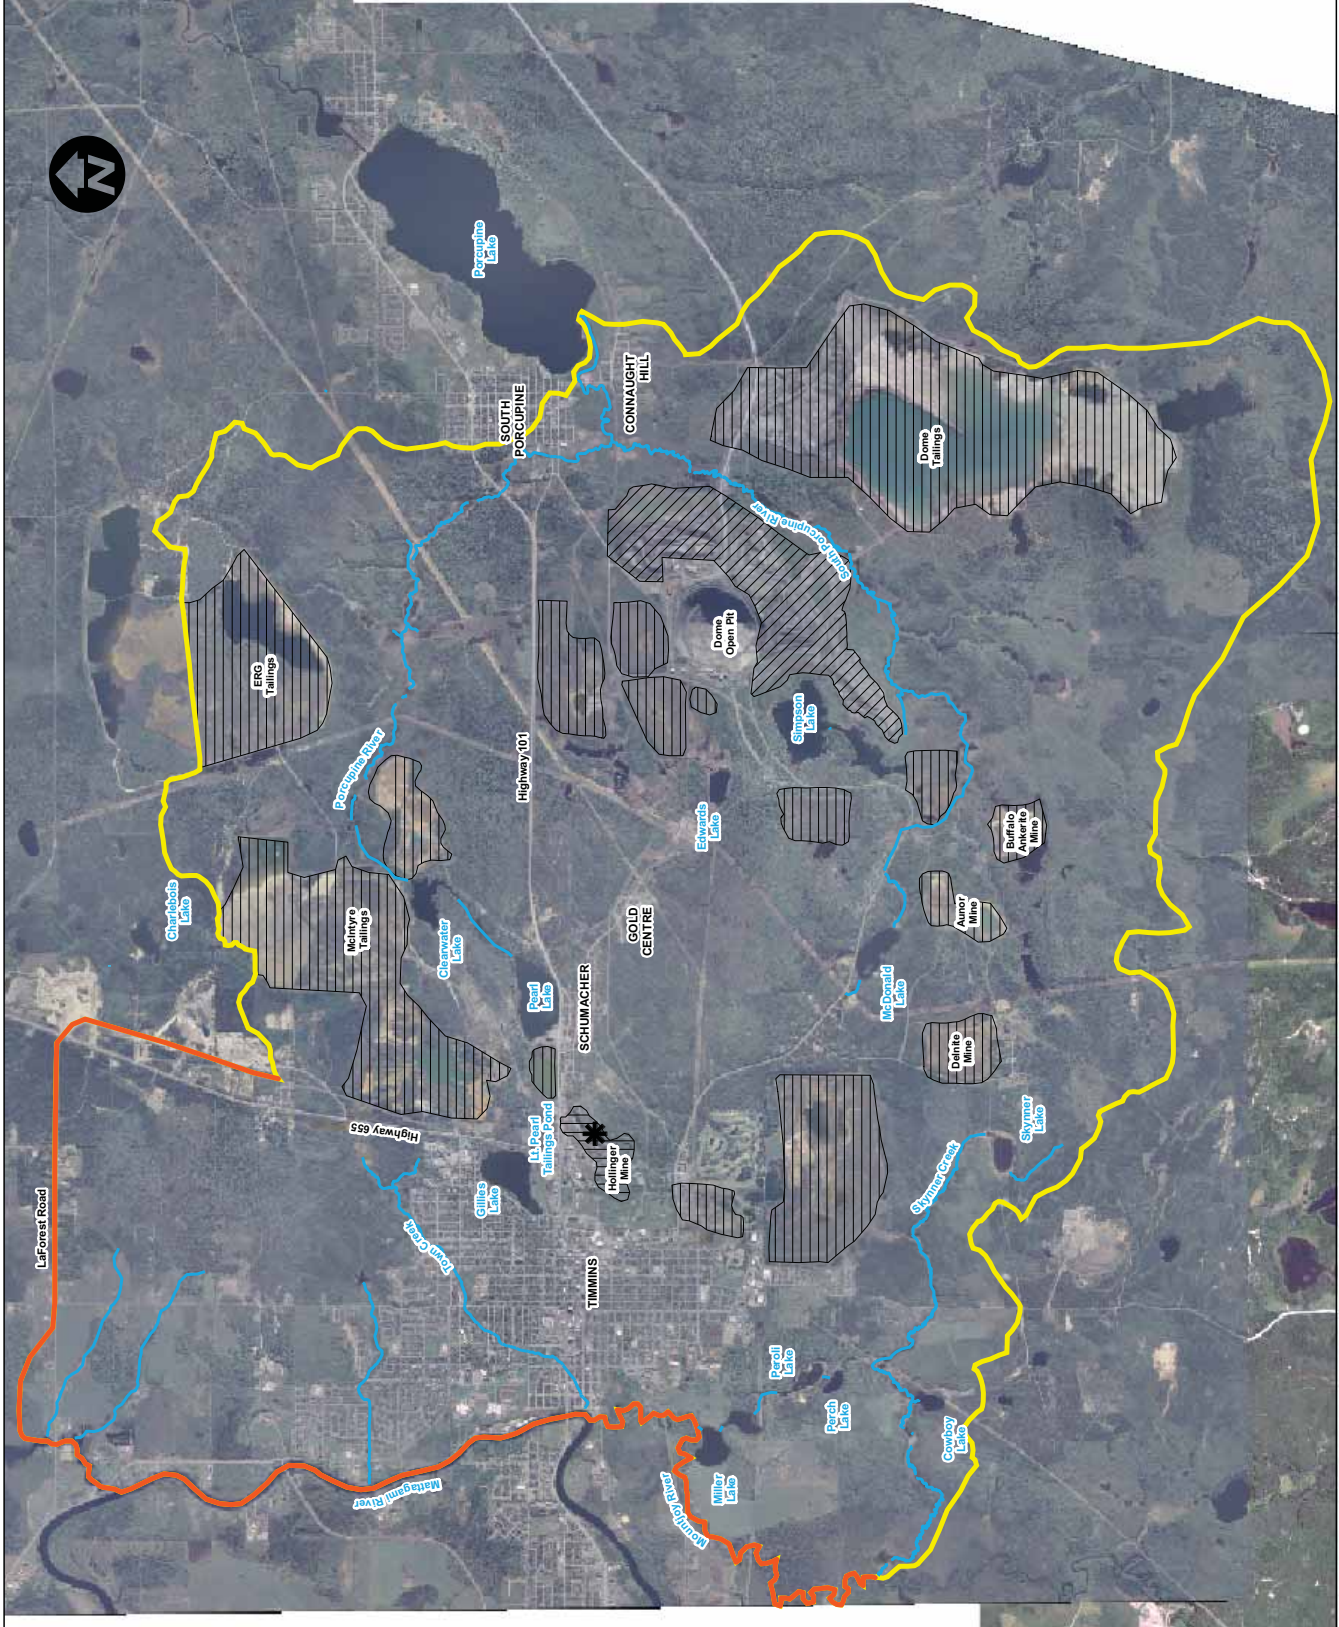 N
Porcupine
Lake
SOUTH
PORCUPINE
CONNAUGHT
HILL
Dome
Tailings
South Porcupine River
Dome
Open Pit
ERG
Tailings
Simpson
Lake
Porcupine River
Highway 101
Edwards
Lake
Buffalo
Ankerite
Mine
Charlebois
Lake
McIntyre
Tailings
Clearwater
Lake
GOLD
CENTRE
Aunor
Mine
Pearl
Lake
SCHUMACHER
McDonald
Lake
Delnite
Mine
Highway 655
Lt. Pearl
Tailings Pond
Skynner
Lake
Hollinger
Mine
Gillies
Lake
Skynner Creek
LaForest Road
Town Creek
TIMMINS
Peroli
Lake
Perch
Lake
Cowboy
Lake
Mattagami River
Miller
Lake
Mountjoy River